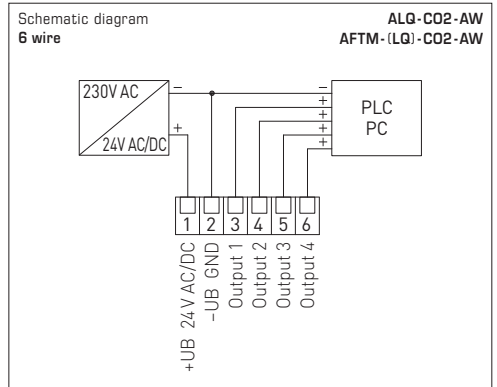 Schematic diagram
6 wire
ALQ-CO2-AW
AFTM-(LQ)-CO2-AW
230V AC
24V AC/DC
−
+
−
+
+
+
+
PLC
PC
1 2 3 4 5 6
+UB 24V AC/DC
−UB GND
Output 1
Output 2
Output 3
Output 4